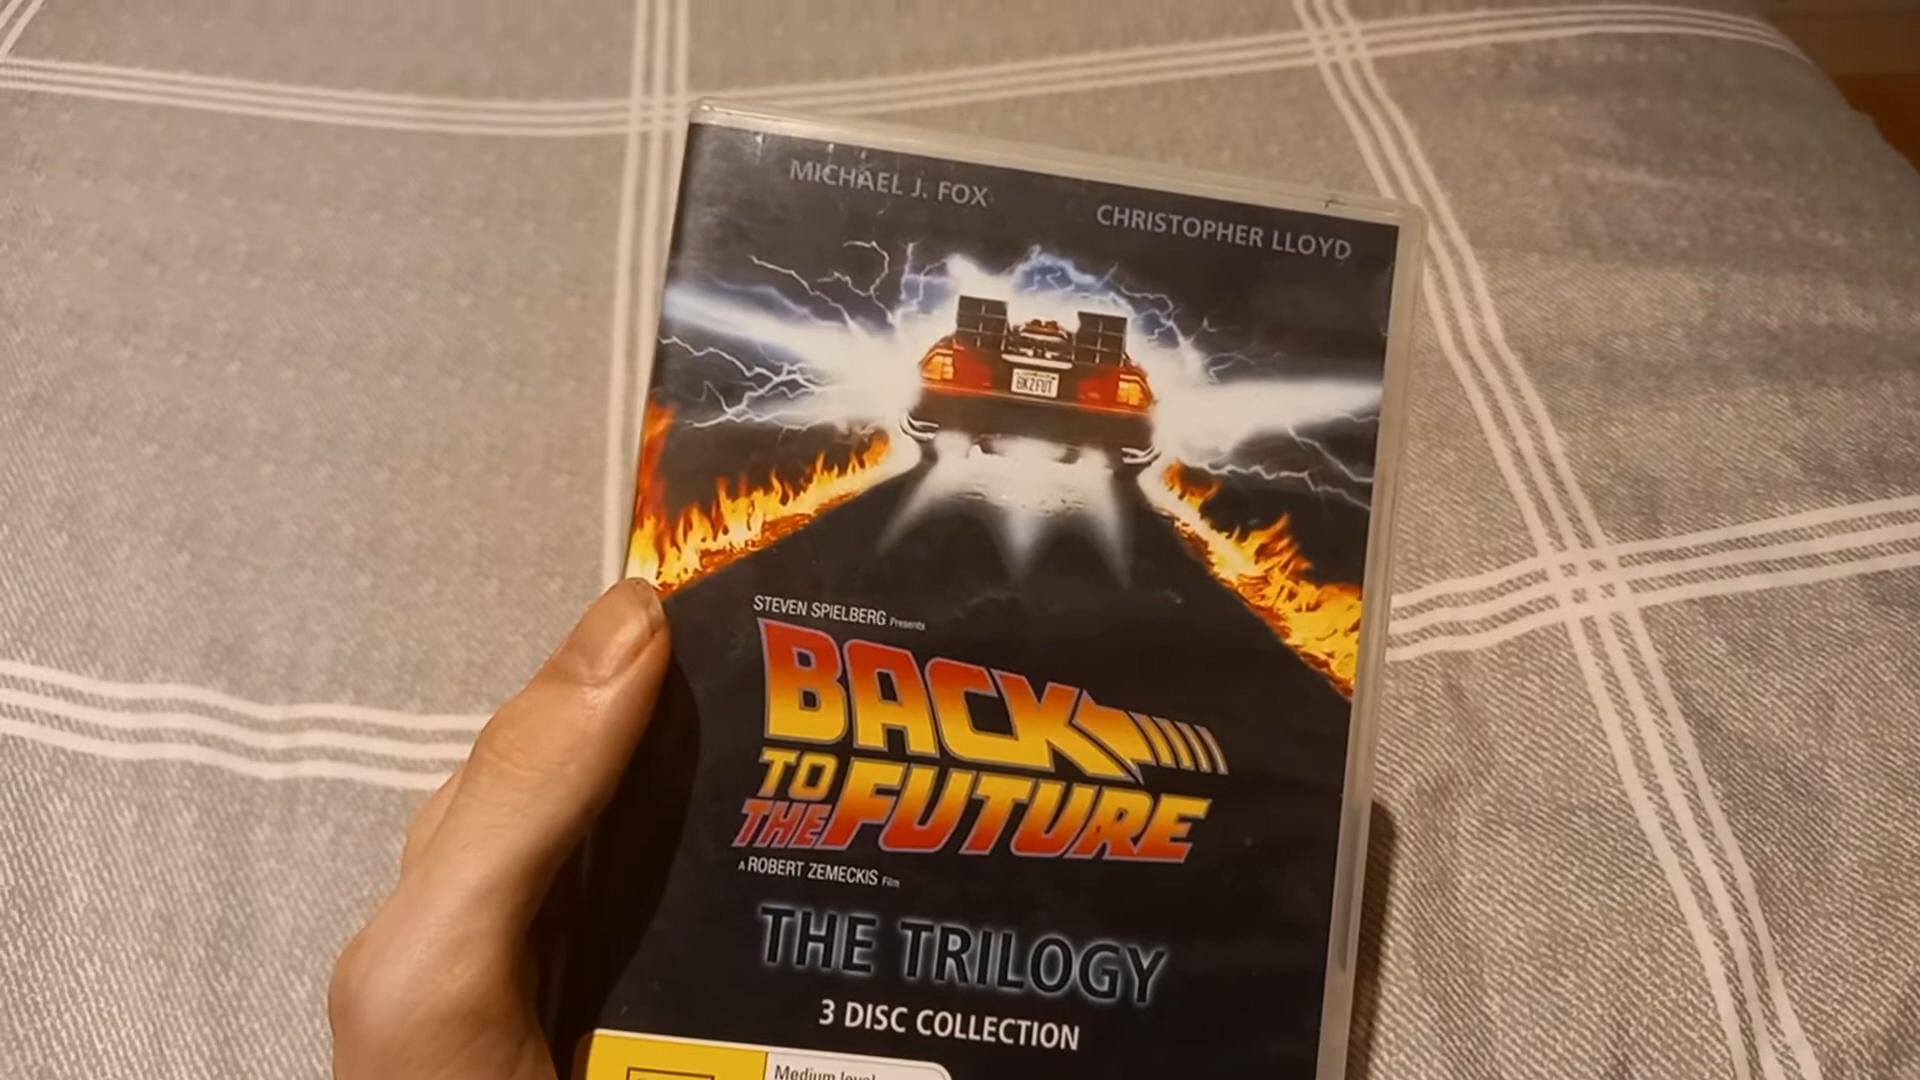 MICHAEL J. FOX
CHRISTOPHER LLOYD
BK2FUT
STEVEN SPIELBERG Presents
BACK
TO
THE FUTURE
A ROBERT ZEMECKIS Film
THE TRILOGY
3 DISC COLLECTION
Medium level